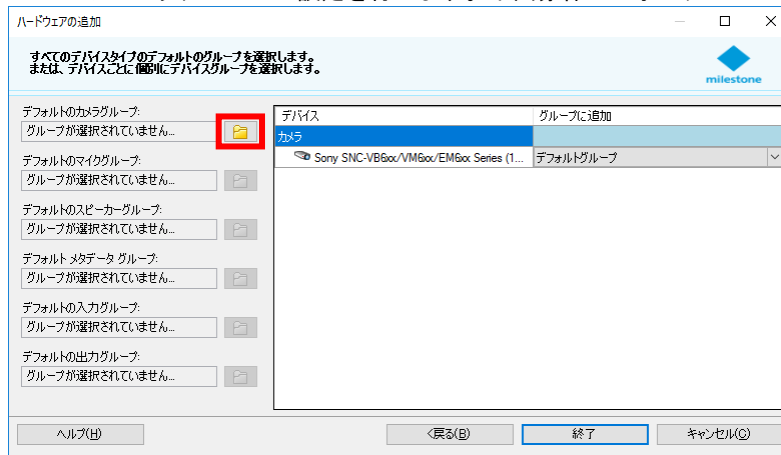 ハードウェアの追加
すべてのデバイスタイプのデフォルトのグループを選択します。
または、デバイスごとに個別にデバイスグループを選択します。
milestone
デフォルトのカメラグループ:
グループが選択されていません...
デフォルトのマイクグループ:
グループが選択されていません...
デフォルトのスピーカーグループ:
グループが選択されていません...
デフォルト メタデータ グループ:
グループが選択されていません...
デフォルトの入力グループ:
グループが選択されていません...
デフォルトの出力グループ:
グループが選択されていません...
デバイス グループに追加
カメラ
Sony SNC-VB6xx/VM6xx/EM6xx Series (1... デフォルトグループ
ヘルプ(H) <戻る(B) 終了 キャンセル(C)